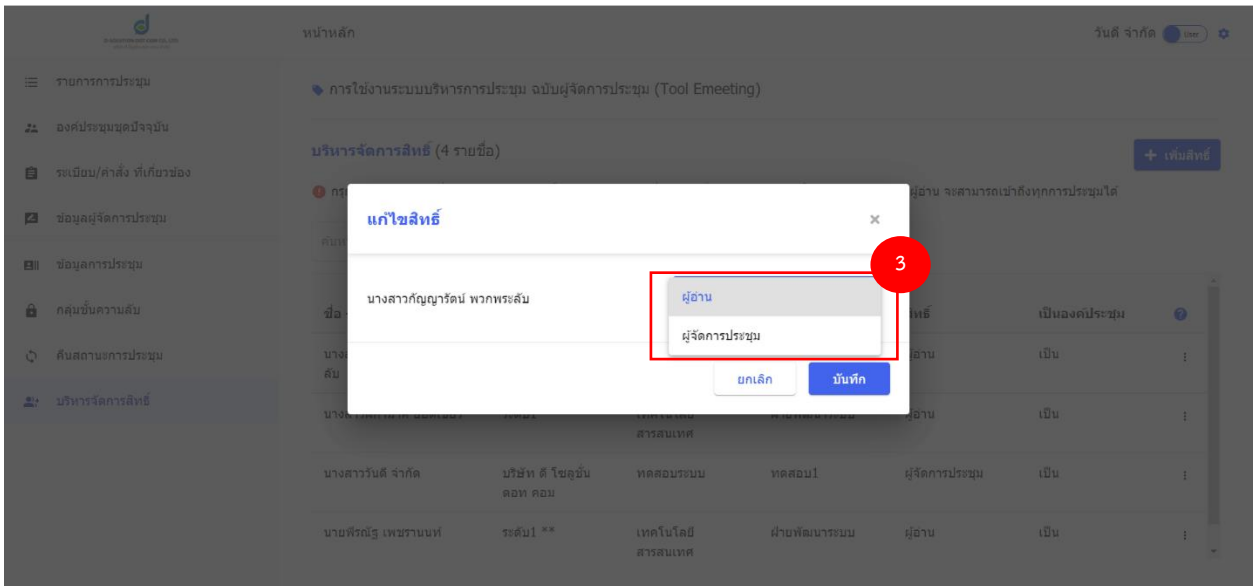 หน้าหลัก
วันดี จำกัด User
รายการการประชุม
องค์ประชุมชุดปัจจุบัน
ระเบียบ/คำสั่ง ที่เกี่ยวข้อง
ข้อมูลผู้จัดการประชุม
ข้อมูลการประชุม
กลุ่มชั้นความลับ
คืนสถานะการประชุม
บริหารจัดการสิทธิ์
การใช้งานระบบบริหารการประชุม ฉบับผู้จัดการประชุม (Tool Emeeting)
บริหารจัดการสิทธิ์ (4 รายชื่อ)
+ เพิ่มสิทธิ์
ผู้อ่าน จะสามารถเข้าถึงทุกการประชุมได้
แก้ไขสิทธิ์ ×
3
นางสาวกัญญารัตน์ พวกพระลับ
ผู้อ่าน
ผู้จัดการประชุม
ยกเลิก บันทึก
ชื่อ เป็นองค์ประชุม
ลับ ผู้อ่าน เป็น
ผู้อ่าน เป็น
สารสนเทศ
นางสาววันดี จำกัด บริษัท ดี โซลูชั่น ทดสอบระบบ ทดสอบ1 ผู้จัดการประชุม เป็น
ดอท คอม
นายพีรณัฐ เพชรานนท์ ระดับ1 ** เทคโนโลยี ฝ่ายพัฒนาระบบ ผู้อ่าน เป็น
สารสนเทศ